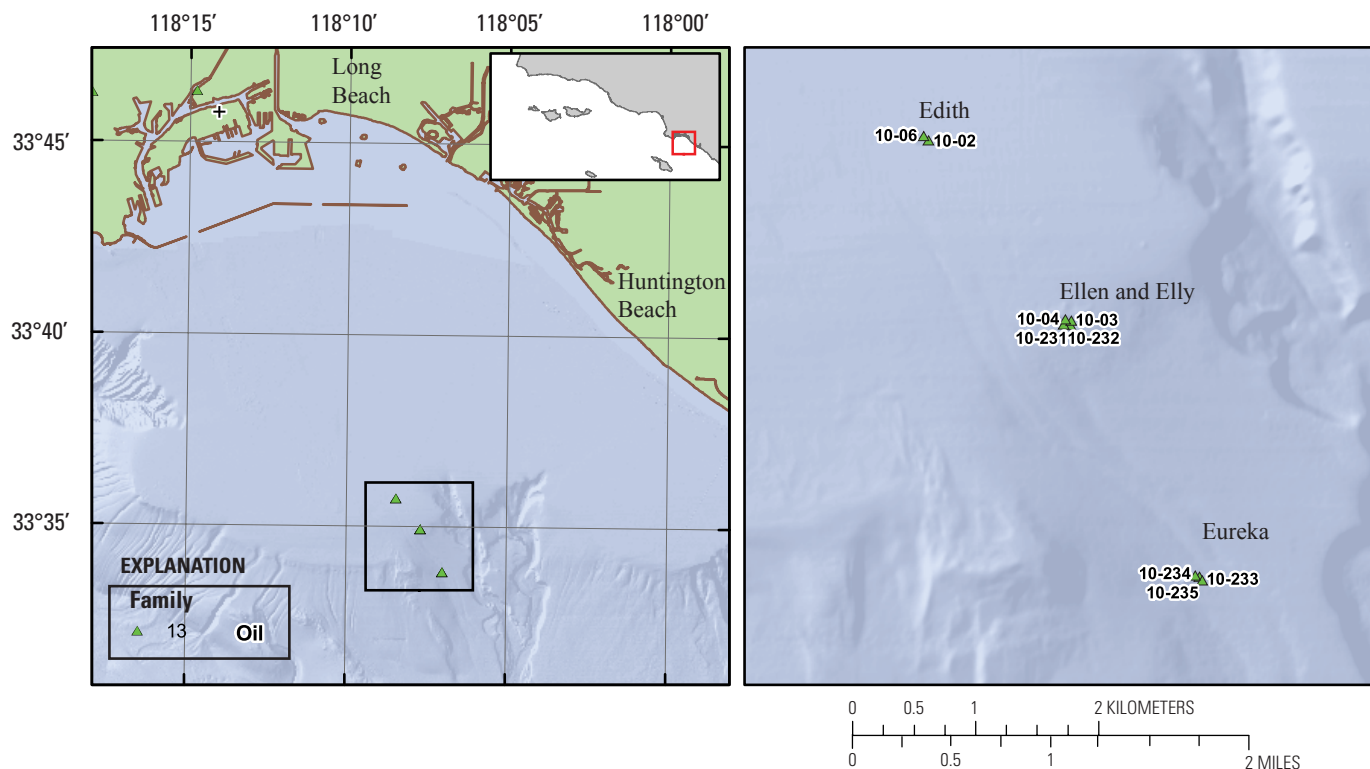 118°15′ 118°10′ 118°05′ 118°00′
Long
Beach
33°45′
Huntington
Beach
33°40′
33°35′
EXPLANATION
Family
13 Oil
Edith
10-06 10-02
Ellen and Elly
10-04 10-03
10-23110-232
Eureka
10-234 10-233
10-235
0 0.5 1 2 KILOMETERS
0 0.5 1 2 MILES